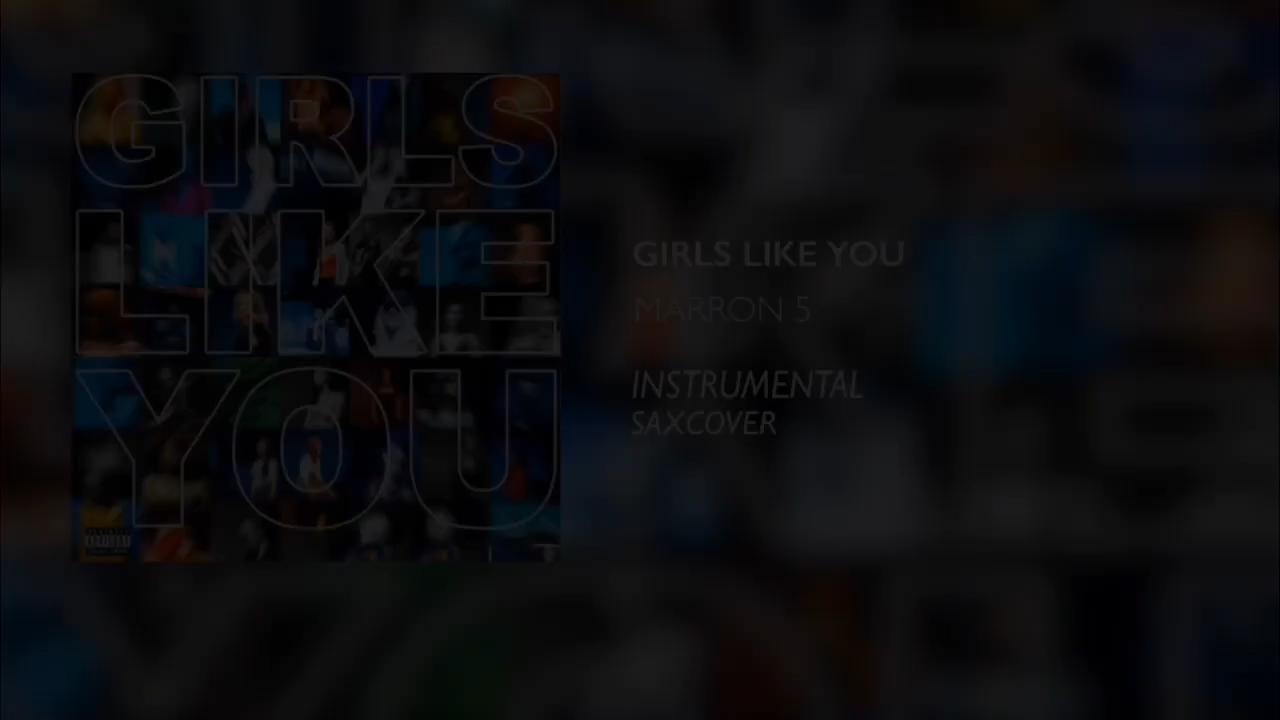 GIRLS
LIKE
YOU
GIRLS LIKE YOU
MARRON 5
INSTRUMENTAL
SAXCOVER